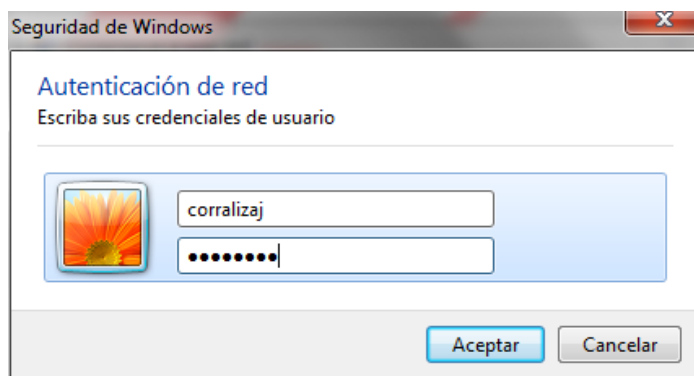 Seguridad de Windows
Autenticación de red
Escriba sus credenciales de usuario
corralizaj
••••••••
Aceptar
Cancelar